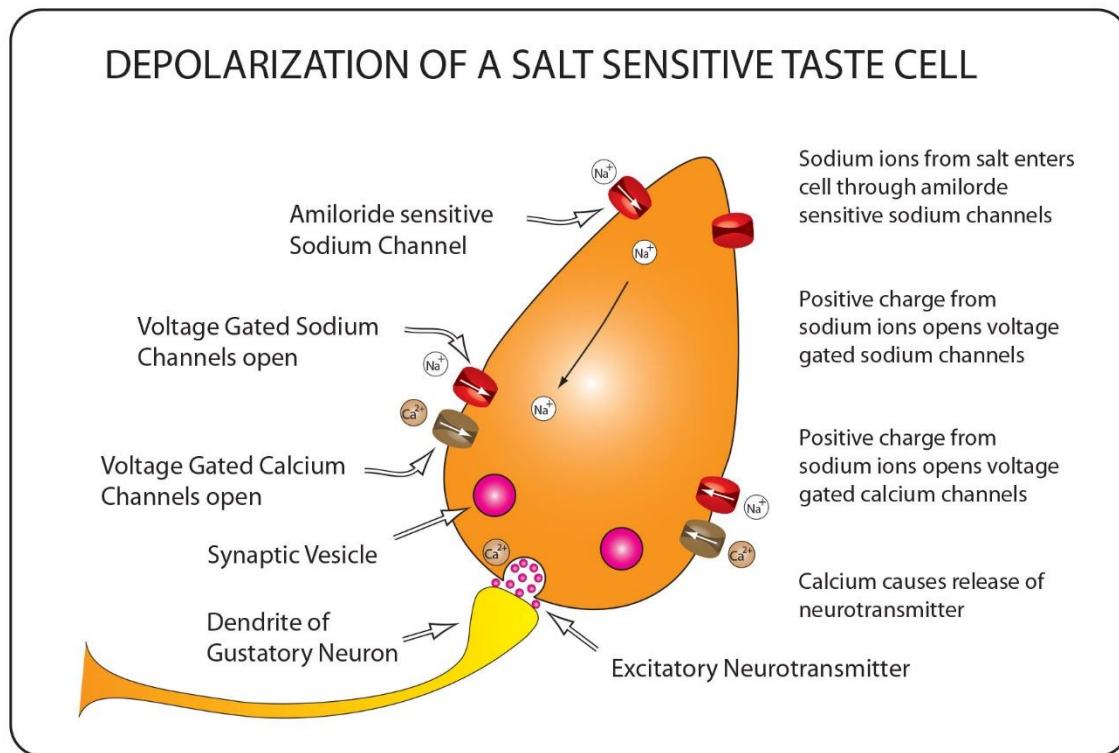 DEPOLARIZATION OF A SALT SENSITIVE TASTE CELL
Na+
Amiloride sensitive
Sodium Channel
Na+
Voltage Gated Sodium
Channels open
Na+
Ca2+
Na+
Voltage Gated Calcium
Channels open
Synaptic Vesicle
Ca2+
Na+
Ca2+
Dendrite of
Gustatory Neuron
Excitatory Neurotransmitter
Sodium ions from salt enters
cell through amilorde
sensitive sodium channels
Positive charge from
sodium ions opens voltage
gated sodium channels
Positive charge from
sodium ions opens voltage
gated calcium channels
Calcium causes release of
neurotransmitter